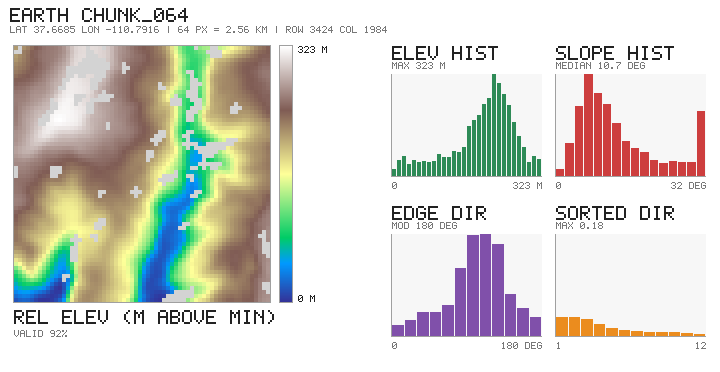 EARTH CHUNK_064
LAT 37.6685 LON -110.7916 | 64 PX = 2.56 KM | ROW 3424 COL 1984
323 M
0 M
REL ELEV (M ABOVE MIN)
VALID 92%
ELEV HIST
MAX 323 M
0 323 M
SLOPE HIST
MEDIAN 10.7 DEG
0 32 DEG
EDGE DIR
MOD 180 DEG
0 180 DEG
SORTED DIR
MAX 0.18
1 12